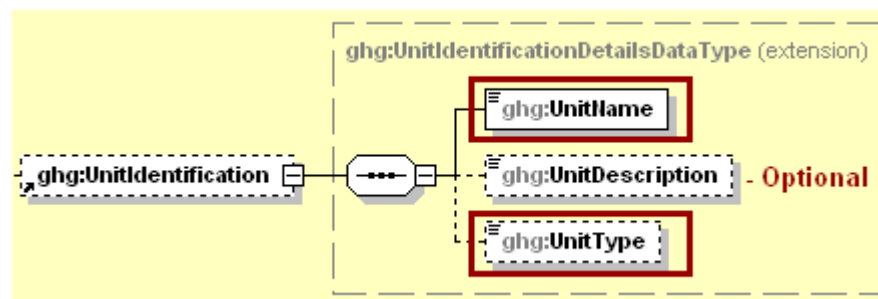 ghg:UnitIdentificationDetailsDataType (extension)
ghg:UnitName
ghg:UnitIdentification
ghg:UnitDescription - Optional
ghg:UnitType